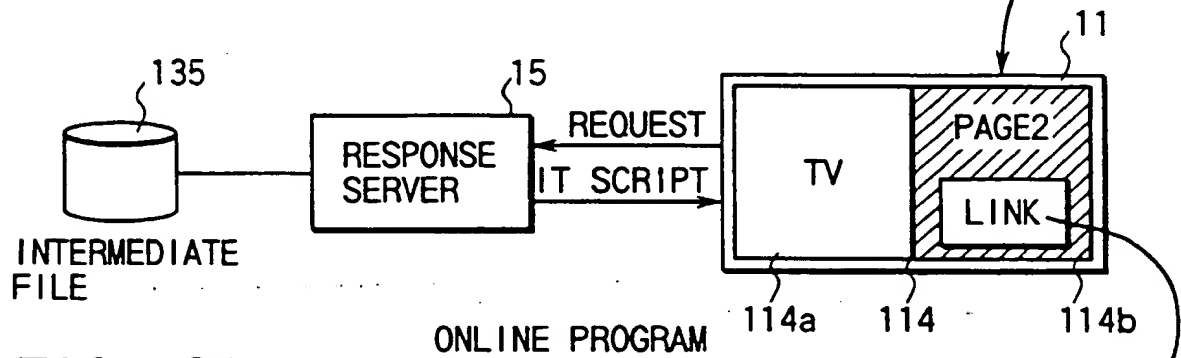 11
135
15
REQUEST
PAGE2
RESPONSE
SERVER
TV
IT SCRIPT
LINK
INTERMEDIATE
FILE
114a
114
114b
ONLINE PROGRAM